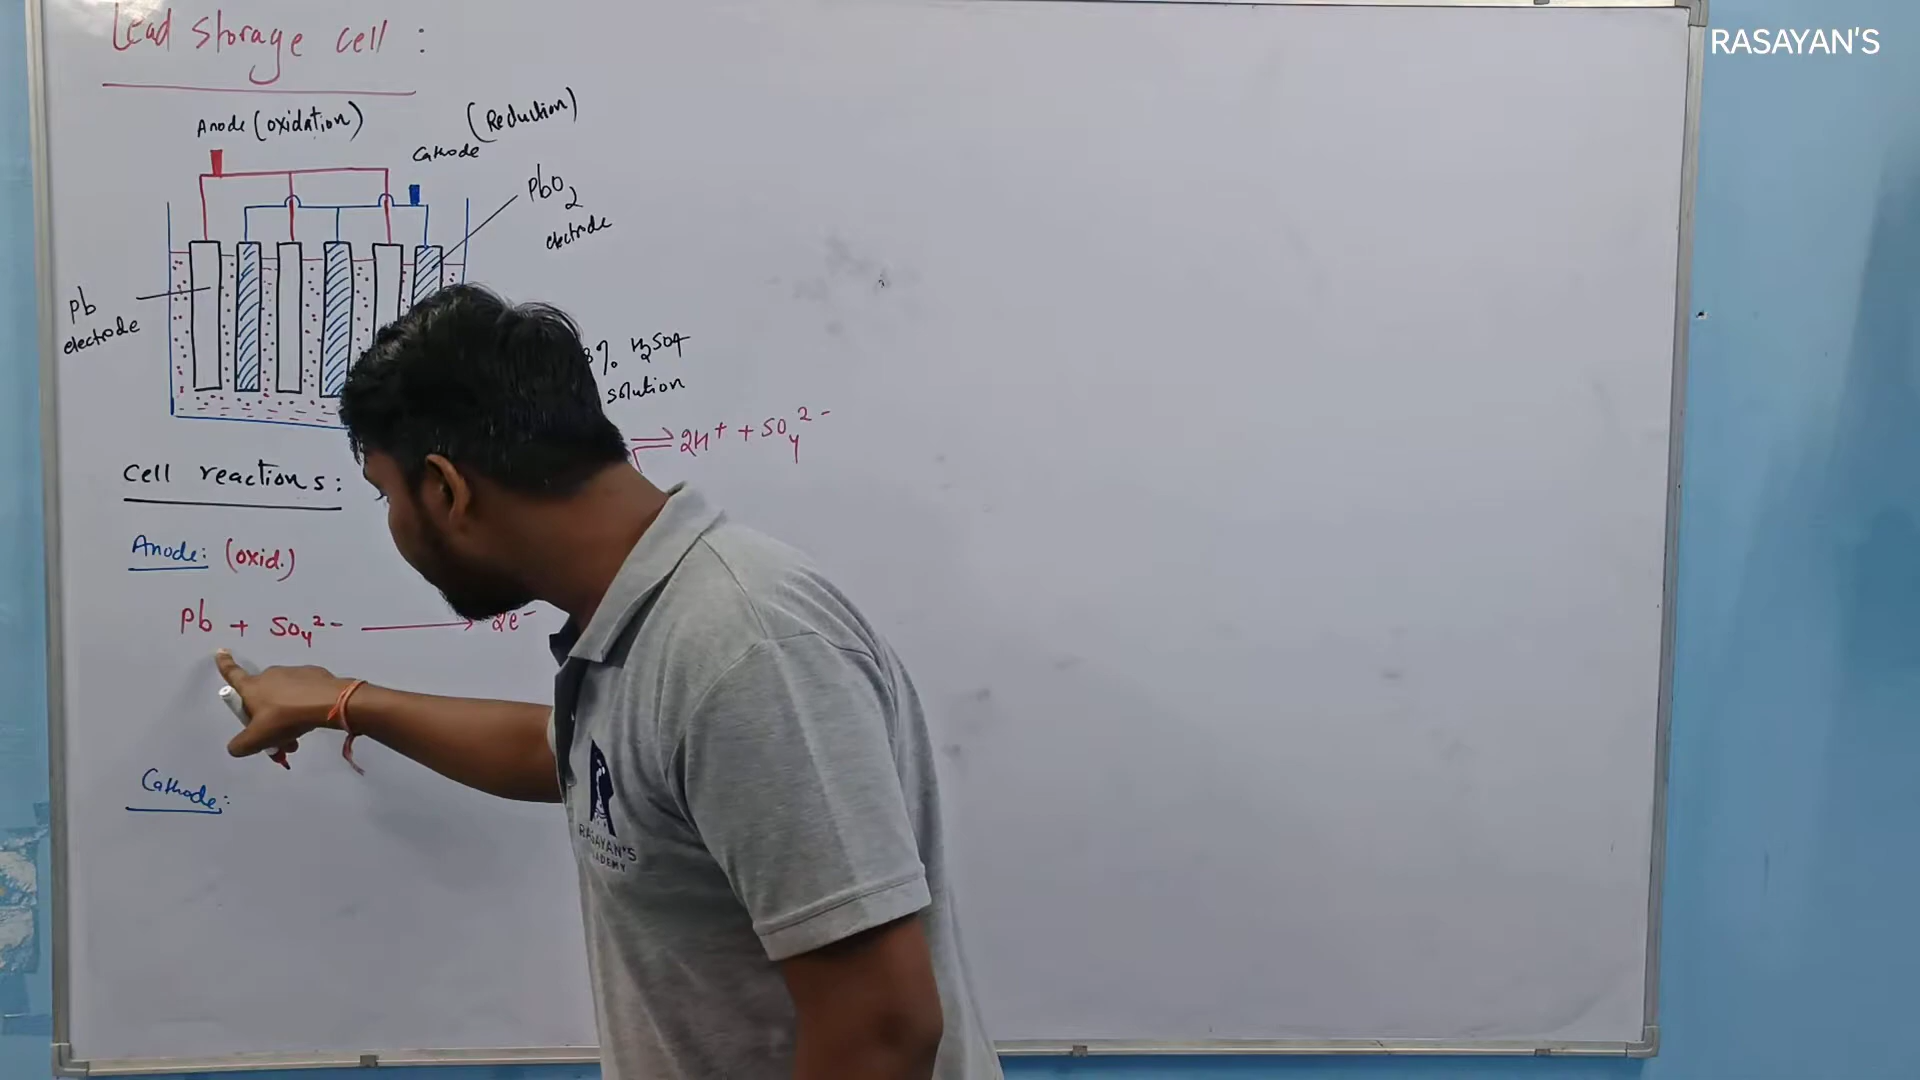 RASAYAN'S
Lead storage cell :
Anode (oxidation)
(Reduction)
Cathode
PbO2
electrode
Pb
electrode
% H2SO4
solution
⇌ 2H+ + SO4 2-
Cell reactions:
Anode: (oxid.)
Pb + SO4 2- ⟶ 2e-
Cathode:
RASAYAN'S